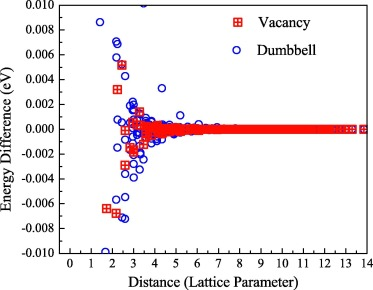 0.010
0.008
0.006
0.004
0.002
0.000
-0.002
-0.004
-0.006
-0.008
-0.010
Energy Difference (eV)
Vacancy
Dumbbell
0 1 2 3 4 5 6 7 8 9 10 11 12 13 14
Distance (Lattice Parameter)